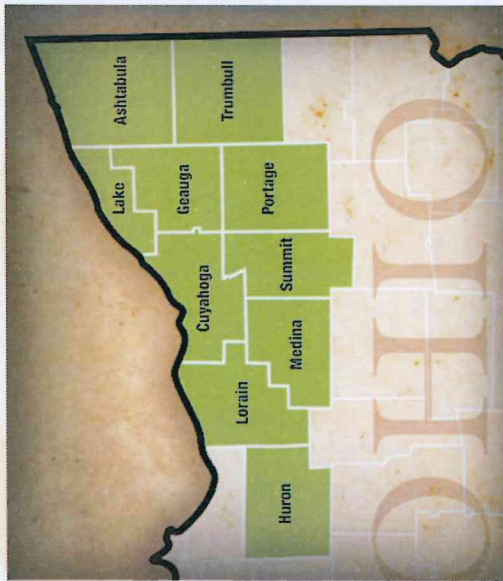 Ashtabula
Lake
Geauga
Trumbull
Cuyahoga
Portage
Summit
Lorain
Medina
Huron
OHIO